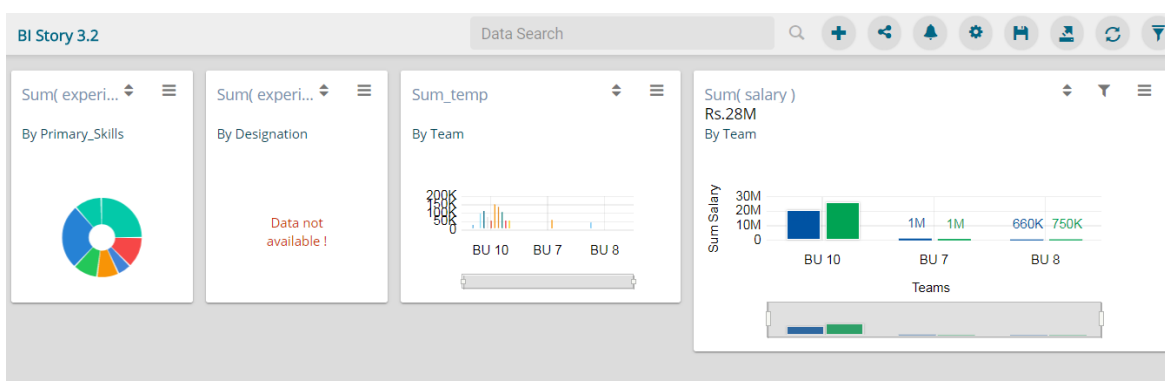 BI Story 3.2
Data Search
Sum( experi...
By Primary_Skills
Sum( experi...
By Designation
Data not
available !
Sum_temp
By Team
200K
150K
100K
50K
0
BU 10 BU 7 BU 8
Sum( salary )
Rs.28M
By Team
Sum Salary
30M
20M
10M
0
1M 1M 660K 750K
BU 10 BU 7 BU 8
Teams